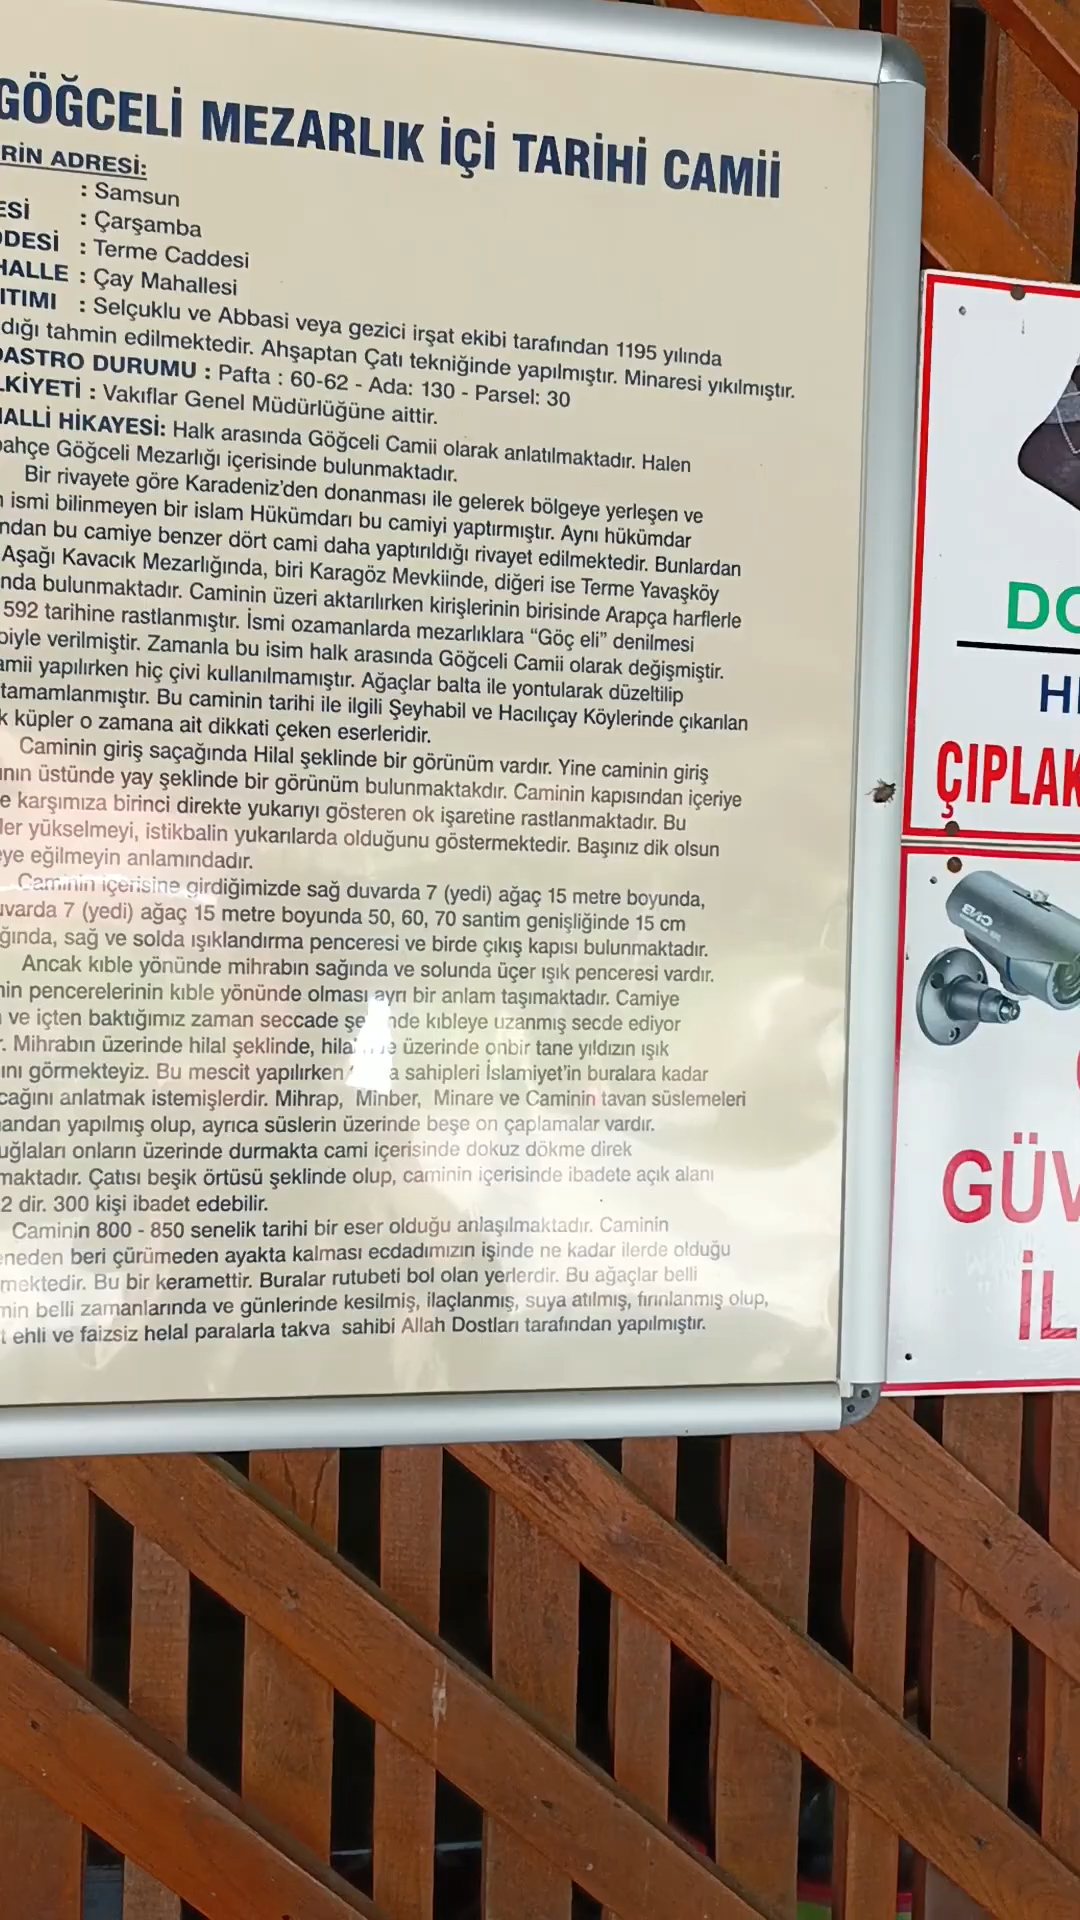 GÖĞCELİ MEZARLIK İÇİ TARİHİ CAMİİ
RİN ADRESİ:
: Samsun
ESİ : Çarşamba
DDESİ : Terme Caddesi
HALLE : Çay Mahallesi
ITIMI : Selçuklu ve Abbasi veya gezici irşat ekibi tarafından 1195 yılında
dığı tahmin edilmektedir. Ahşaptan Çatı tekniğinde yapılmıştır. Minaresi yıkılmıştır.
DASTRO DURUMU : Pafta : 60-62 - Ada: 130 - Parsel: 30
LKİYETİ : Vakıflar Genel Müdürlüğüne aittir.
HALLİ HİKAYESİ: Halk arasında Göğceli Camii olarak anlatılmaktadır. Halen
bahçe Göğceli Mezarlığı içerisinde bulunmaktadır.
Bir rivayete göre Karadeniz'den donanması ile gelerek bölgeye yerleşen ve
ismi bilinmeyen bir islam Hükümdarı bu camiyi yaptırmıştır. Aynı hükümdar
ndan bu camiye benzer dört cami daha yaptırıldığı rivayet edilmektedir. Bunlardan
Aşağı Kavacık Mezarlığında, biri Karagöz Mevkiinde, diğeri ise Terme Yavaşköy
nda bulunmaktadır. Caminin üzeri aktarılırken kirişlerinin birisinde Arapça harflerle
592 tarihine rastlanmıştır. İsmi ozamanlarda mezarlıklara "Göç eli" denilmesi
biyle verilmiştir. Zamanla bu isim halk arasında Göğceli Camii olarak değişmiştir.
amii yapılırken hiç çivi kullanılmamıştır. Ağaçlar balta ile yontularak düzeltilip
tamamlanmıştır. Bu caminin tarihi ile ilgili Şeyhabil ve Hacılıçay Köylerinde çıkarılan
k küpler o zamana ait dikkati çeken eserleridir.
Caminin giriş saçağında Hilal şeklinde bir görünüm vardır. Yine caminin giriş
ının üstünde yay şeklinde bir görünüm bulunmaktakdır. Caminin kapısından içeriye
e karşımıza birinci direkte yukarıyı gösteren ok işaretine rastlanmaktadır. Bu
ler yükselmeyi, istikbalin yukarılarda olduğunu göstermektedir. Başınız dik olsun
eye eğilmeyin anlamındadır.
Caminin içerisine girdiğimizde sağ duvarda 7 (yedi) ağaç 15 metre boyunda,
uvarda 7 (yedi) ağaç 15 metre boyunda 50, 60, 70 santim genişliğinde 15 cm
ğında, sağ ve solda ışıklandırma penceresi ve birde çıkış kapısı bulunmaktadır.
Ancak kıble yönünde mihrabın sağında ve solunda üçer ışık penceresi vardır.
nin pencerelerinin kıble yönünde olması ayrı bir anlam taşımaktadır. Camiye
ve içten baktığımız zaman seccade şe nde kıbleye uzanmış secde ediyor
r. Mihrabın üzerinde hilal şeklinde, hila e üzerinde onbir tane yıldızın ışık
ını görmekteyiz. Bu mescit yapılırken a sahipleri İslamiyet'in buralara kadar
cağını anlatmak istemişlerdir. Mihrap, Minber, Minare ve Caminin tavan süslemeleri
andan yapılmış olup, ayrıca süslerin üzerinde beşe on çaplamalar vardır.
uğlaları onların üzerinde durmakta cami içerisinde dokuz dökme direk
maktadır. Çatısı beşik örtüsü şeklinde olup, caminin içerisinde ibadete açık alanı
2 dir. 300 kişi ibadet edebilir.
Caminin 800 - 850 senelik tarihi bir eser olduğu anlaşılmaktadır. Caminin
eneden beri çürümeden ayakta kalması ecdadımızın işinde ne kadar ilerde olduğu
mektedir. Bu bir keramettir. Buralar rutubeti bol olan yerlerdir. Bu ağaçlar belli
min belli zamanlarında ve günlerinde kesilmiş, ilaçlanmış, suya atılmış, fırınlanmış olup,
t ehli ve faizsiz helal paralarla takva sahibi Allah Dostları tarafından yapılmıştır.
DO
ÇIPLAK
GÜV
İL